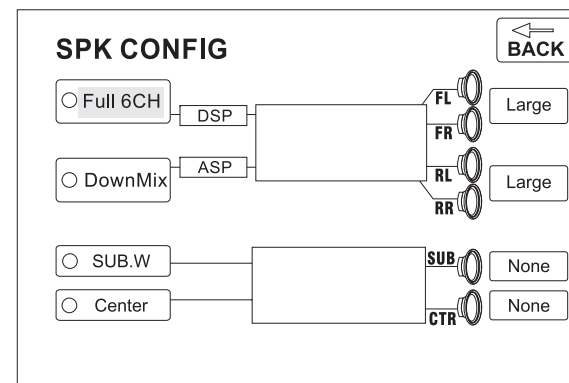 SPK CONFIG
BACK
Full 6CH
DSP
FL
Large
FR
DownMix
ASP
RL
Large
RR
SUB.W
SUB
None
Center
CTR
None